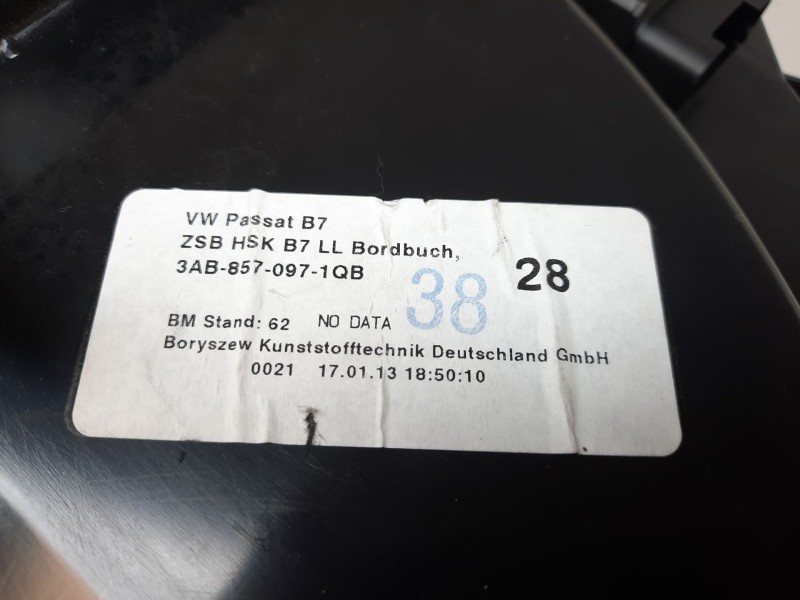 VW Passat B7
ZSB HSK B7 LL Bordbuch,
3AB-857-097-1QB
38
28
BM Stand: 62 NO DATA
Boryszew Kunststofftechnik Deutschland GmbH
0021 17.01.13 18:50:10